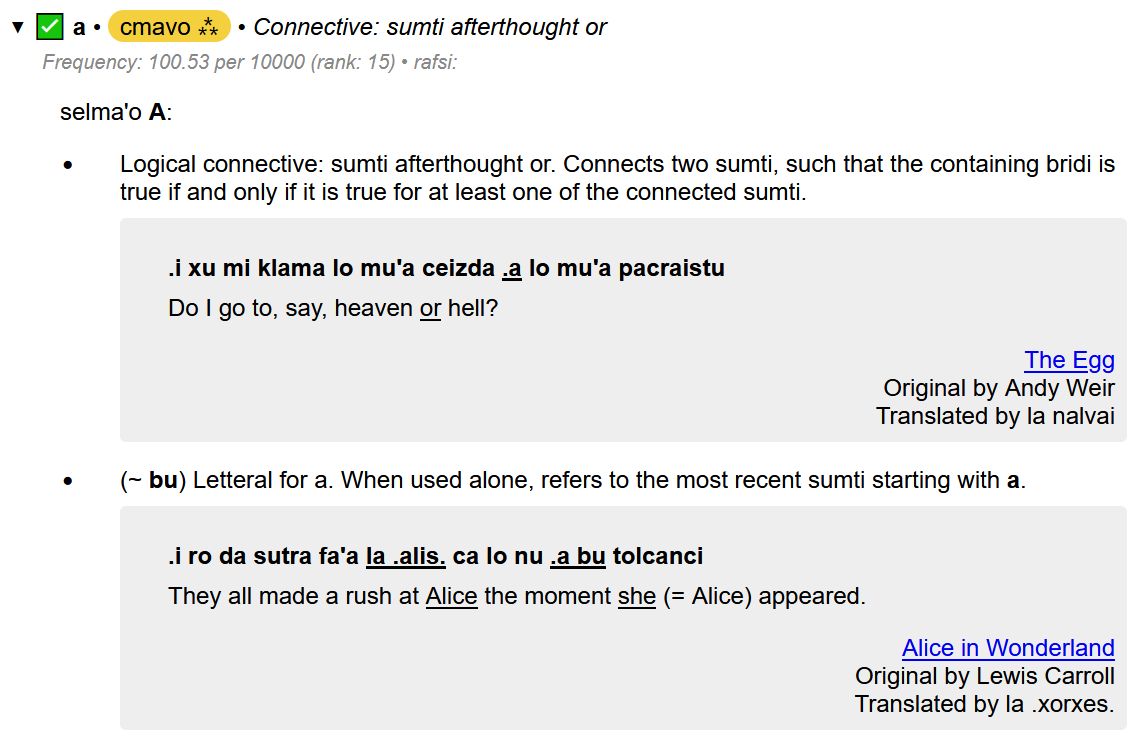 ▼ ✅ a • cmavo ⁂ • Connective: sumti afterthought or
Frequency: 100.53 per 10000 (rank: 15) • rafsi:
selma'o A:
• Logical connective: sumti afterthought or. Connects two sumti, such that the containing bridi is
true if and only if it is true for at least one of the connected sumti.
.i xu mi klama lo mu'a ceizda .a lo mu'a pacraistu
Do I go to, say, heaven or hell?
The Egg
Original by Andy Weir
Translated by la nalvai
• (~ bu) Letteral for a. When used alone, refers to the most recent sumti starting with a.
.i ro da sutra fa'a la .alis. ca lo nu .a bu tolcanci
They all made a rush at Alice the moment she (= Alice) appeared.
Alice in Wonderland
Original by Lewis Carroll
Translated by la .xorxes.